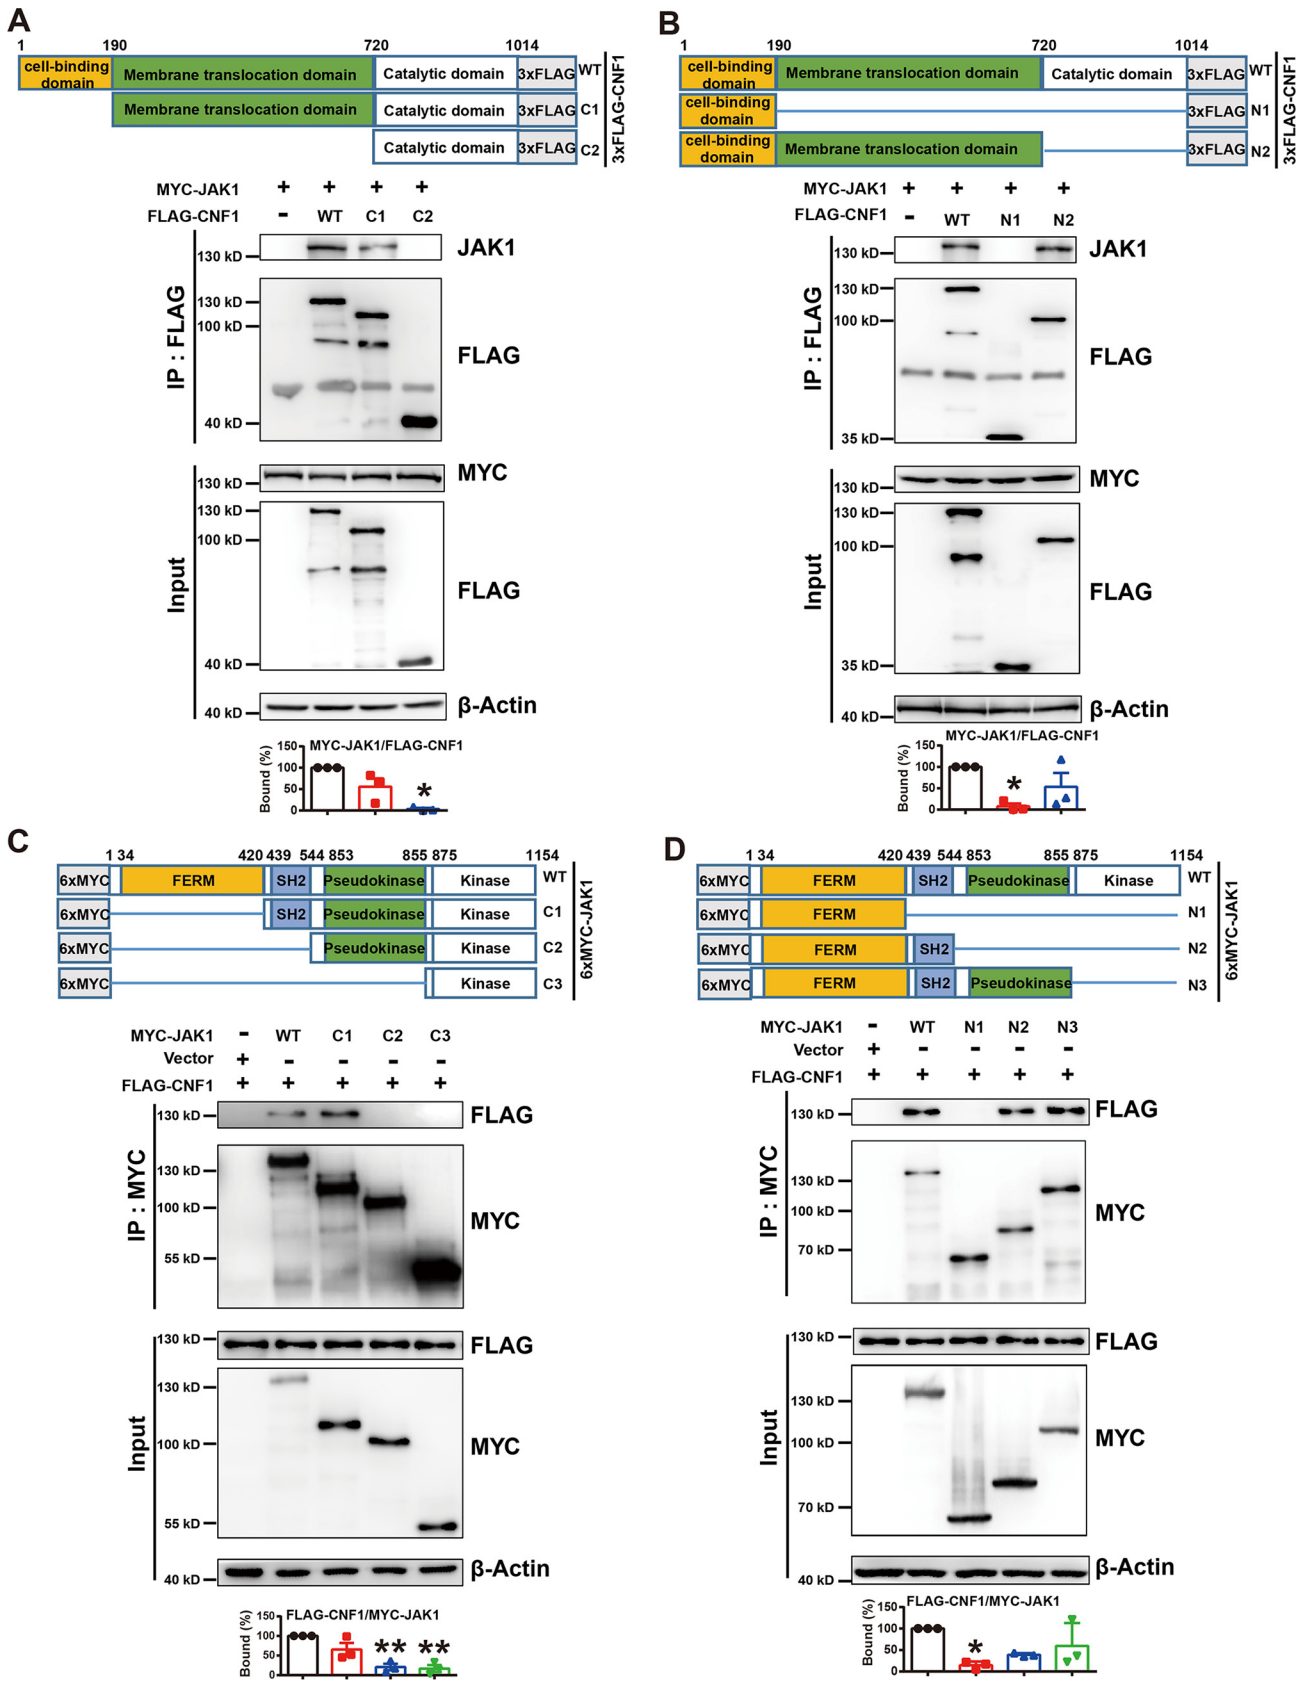 A
1 190 720 1014
cell-binding domain Membrane translocation domain Catalytic domain 3xFLAG WT
Membrane translocation domain Catalytic domain 3xFLAG C1
Catalytic domain 3xFLAG C2
3xFLAG-CNF1
MYC-JAK1 + + + +
FLAG-CNF1 - WT C1 C2
IP : FLAG
130 kD JAK1
130 kD
100 kD
FLAG
40 kD
Input
130 kD MYC
130 kD
100 kD
FLAG
40 kD
40 kD β-Actin
MYC-JAK1/FLAG-CNF1
Bound (%)
150
100
50
0
*
B
1 190 720 1014
cell-binding domain Membrane translocation domain Catalytic domain 3xFLAG WT
cell-binding domain 3xFLAG N1
cell-binding domain Membrane translocation domain 3xFLAG N2
3xFLAG-CNF1
MYC-JAK1 + + + +
FLAG-CNF1 - WT N1 N2
IP : FLAG
130 kD JAK1
130 kD
100 kD
FLAG
35 kD
Input
130 kD MYC
130 kD
100 kD
FLAG
35 kD
40 kD β-Actin
MYC-JAK1/FLAG-CNF1
Bound (%)
150
100
50
0
*
C
1 34 420 439 544 853 855 875 1154
6xMYC FERM SH2 Pseudokinase Kinase WT
6xMYC SH2 Pseudokinase Kinase C1
6xMYC Pseudokinase Kinase C2
6xMYC Kinase C3
6xMYC-JAK1
MYC-JAK1 - WT C1 C2 C3
Vector + - - - -
FLAG-CNF1 + + + + +
IP : MYC
130 kD FLAG
130 kD
100 kD
MYC
55 kD
Input
130 kD FLAG
130 kD
100 kD
MYC
55 kD
40 kD β-Actin
FLAG-CNF1/MYC-JAK1
Bound (%)
150
100
50
0
** **
D
1 34 420 439 544 853 855 875 1154
6xMYC FERM SH2 Pseudokinase Kinase WT
6xMYC FERM N1
6xMYC FERM SH2 N2
6xMYC FERM SH2 Pseudokinase N3
6xMYC-JAK1
MYC-JAK1 - WT N1 N2 N3
Vector + - - - -
FLAG-CNF1 + + + + +
IP : MYC
130 kD FLAG
130 kD
100 kD
MYC
70 kD
Input
130 kD FLAG
130 kD
100 kD
MYC
70 kD
40 kD β-Actin
FLAG-CNF1/MYC-JAK1
Bound (%)
150
100
50
0
*